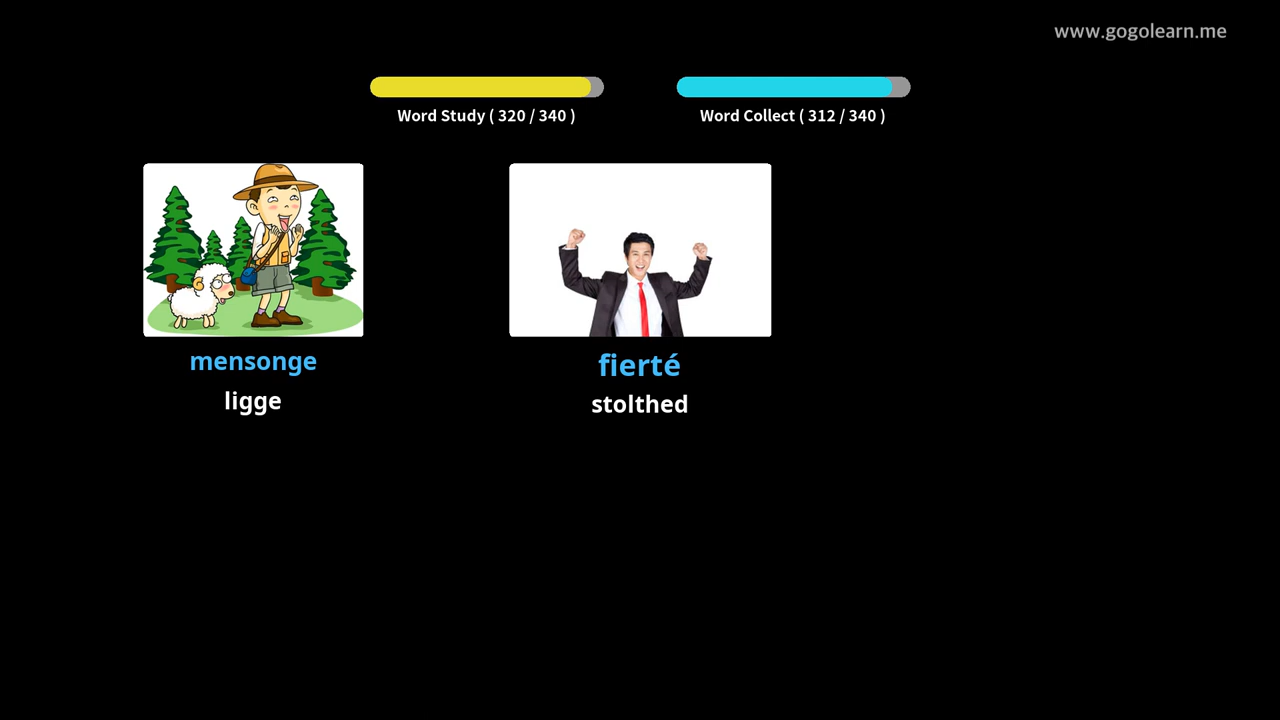 www.gogolearn.me
Word Study ( 320 / 340 )
Word Collect ( 312 / 340 )
mensonge
ligge
fierté
stolthed